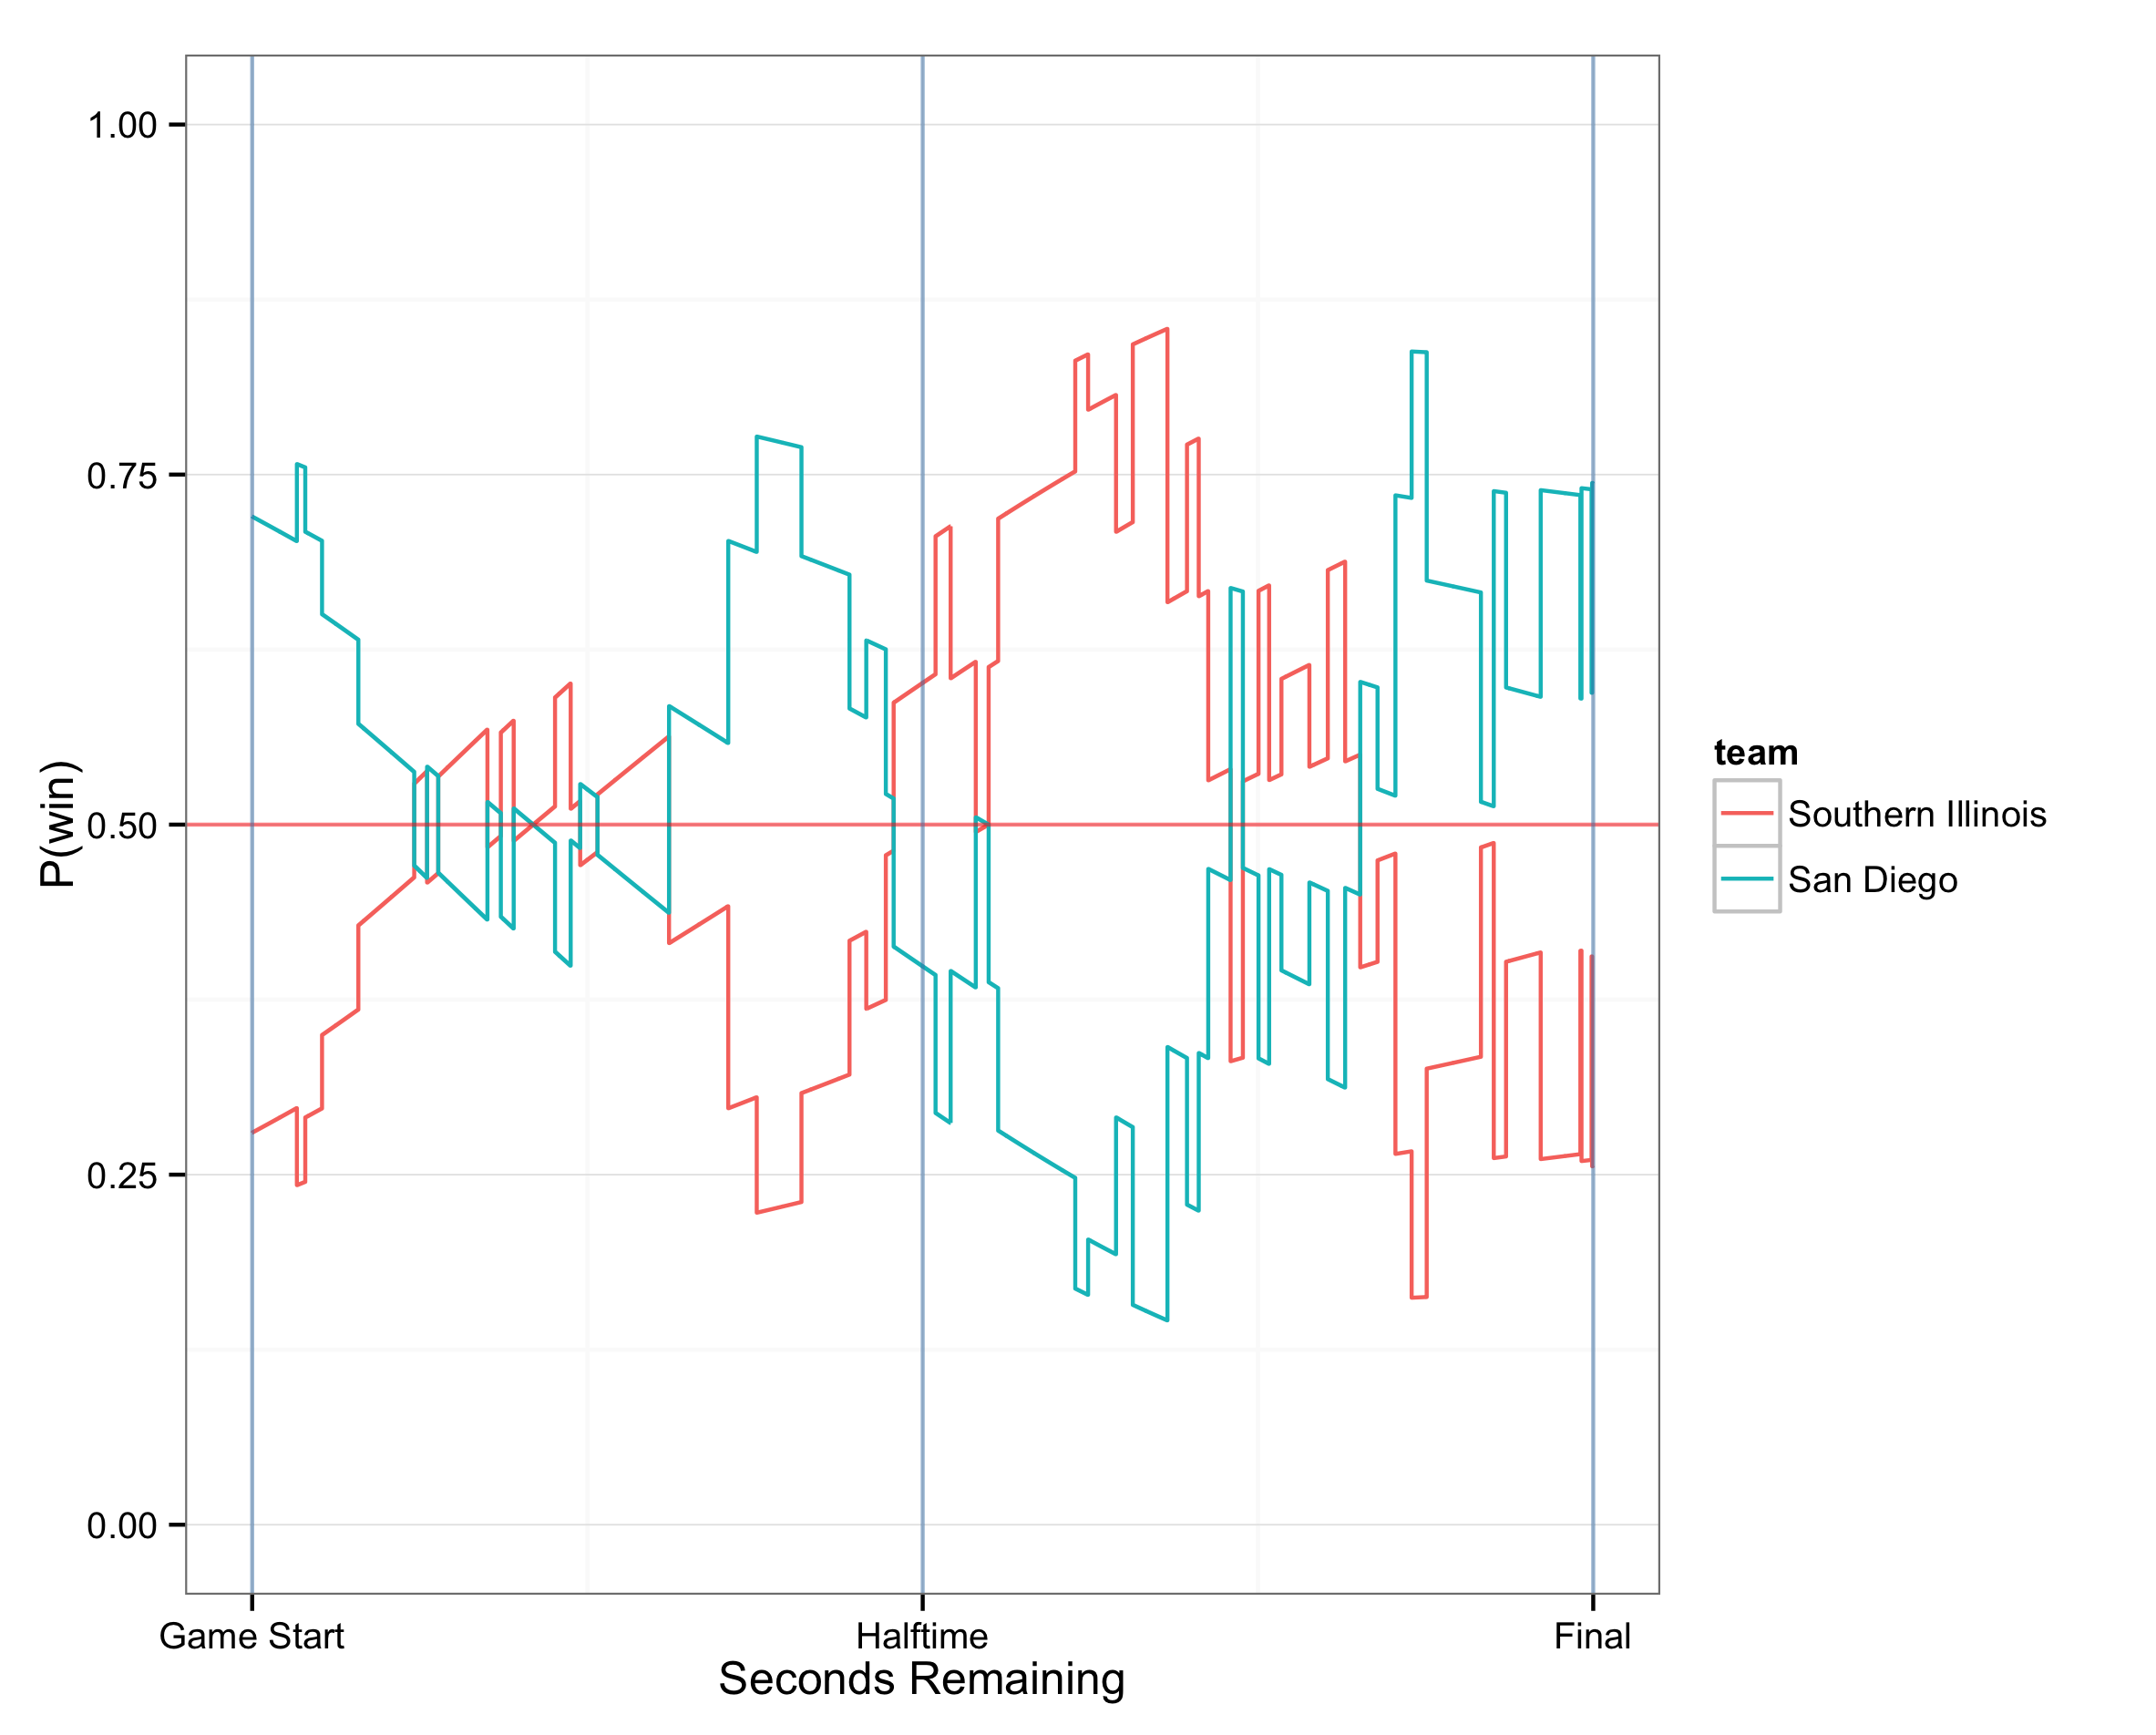 1.00
0.75
0.50
0.25
0.00
P(win)
Game Start
Halftime
Final
Seconds Remaining
team
Southern Illinois
San Diego